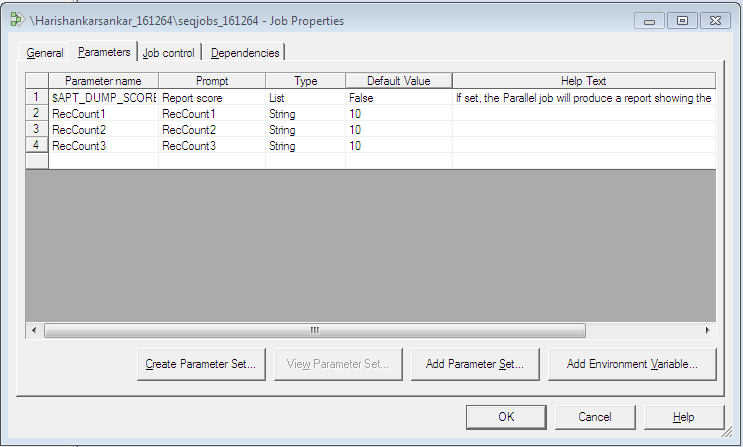 \Harishankarsankar_161264\seqjobs_161264 - Job Properties
General Parameters Job control Dependencies
Parameter name Prompt Type Default Value Help Text
1 $APT_DUMP_SCORE Report score List False If set, the Parallel job will produce a report showing the
2 RecCount1 RecCount1 String 10
3 RecCount2 RecCount2 String 10
4 RecCount3 RecCount3 String 10
Create Parameter Set... View Parameter Set... Add Parameter Set... Add Environment Variable...
OK Cancel Help